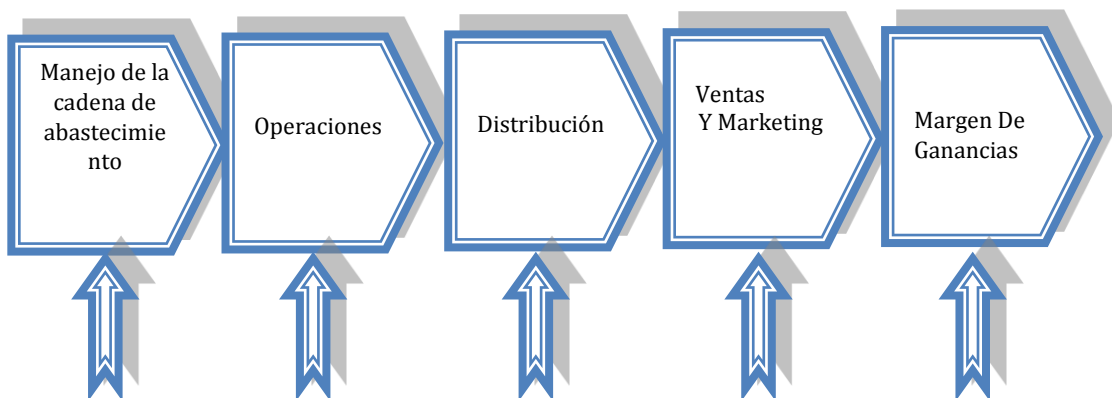 Manejo de la
cadena de
abastecimie
nto
Operaciones
Distribución
Ventas
Y Marketing
Margen De
Ganancias